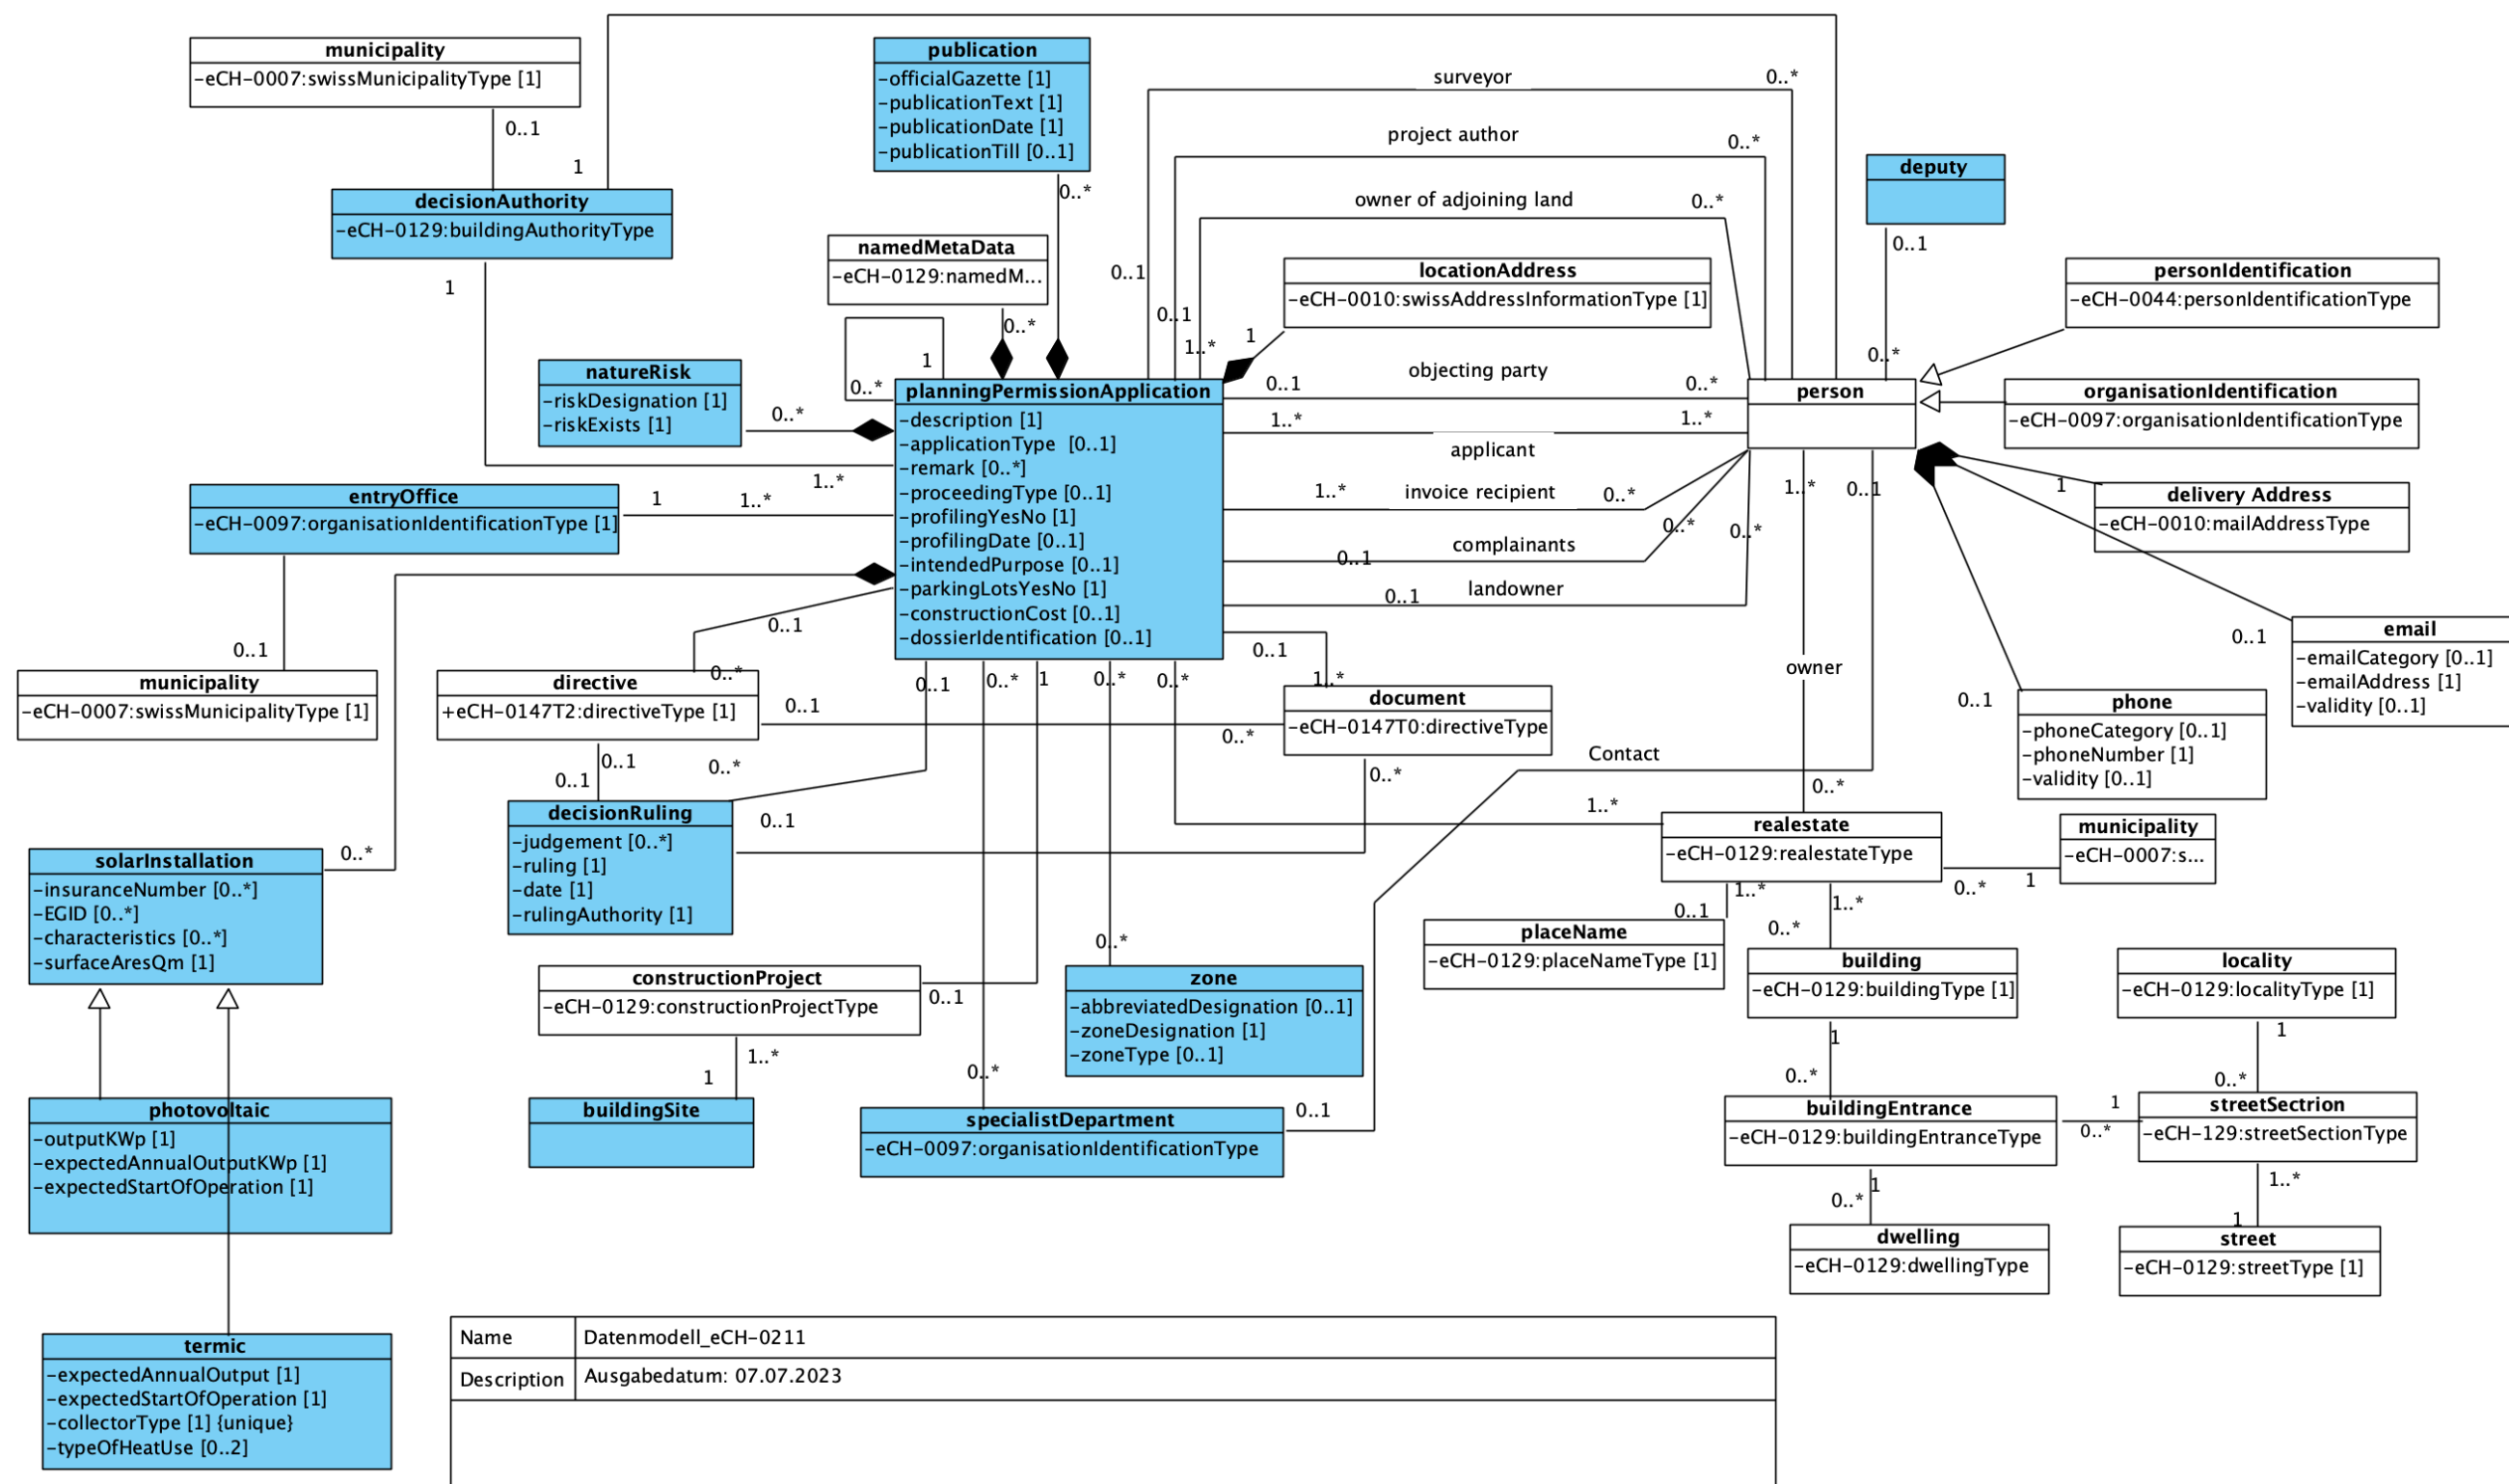 municipality
-eCH-0007:swissMunicipalityType [1]
0..1
1
decisionAuthority
-eCH-0129:buildingAuthorityType
1
publication
-officialGazette [1]
-publicationText [1]
-publicationDate [1]
-publicationTill [0..1]
0..*
namedMetaData
-eCH-0129:namedM...
0..*
1
0..*
surveyor
0..*
0..1
project author
0..*
0..1
owner of adjoining land
0..*
1..*
locationAddress
-eCH-0010:swissAddressInformationType [1]
1
deputy
0..1
0..*
personIdentification
-eCH-0044:personIdentificationType
organisationIdentification
-eCH-0097:organisationIdentificationType
natureRisk
-riskDesignation [1]
-riskExists [1]
0..*
planningPermissionApplication
-description [1]
-applicationType  [0..1]
-remark [0..*]
-proceedingType [0..1]
-profilingYesNo [1]
-profilingDate [0..1]
-intendedPurpose [0..1]
-parkingLotsYesNo [1]
-constructionCost [0..1]
-dossierIdentification [0..1]
objecting party
0..1
0..*
person
1..*
1..*
applicant
1..*
invoice recipient
0..*
complainants
0..1
0..*
landowner
0..1
0..*
1..*
0..1
1..*
entryOffice
-eCH-0097:organisationIdentificationType [1]
1
1..*
0..1
municipality
-eCH-0007:swissMunicipalityType [1]
delivery Address
-eCH-0010:mailAddressType
1
email
-emailCategory [0..1]
-emailAddress [1]
-validity [0..1]
0..1
phone
-phoneCategory [0..1]
-phoneNumber [1]
-validity [0..1]
0..1
directive
+eCH-0147T2:directiveType [1]
0..1
0..*
0..1
0..*
document
-eCH-0147T0:directiveType
0..1
1..*
0..*
0..1
0..1
0..1
0..*
0..1
decisionRuling
-judgement [0..*]
-ruling [1]
-date [1]
-rulingAuthority [1]
0..*
1
0..*
0..*
owner
0..*
Contact
1..*
realestate
-eCH-0129:realestateType
municipality
-eCH-0007:s...
0..*
1
solarInstallation
-insuranceNumber [0..*]
-EGID [0..*]
-characteristics [0..*]
-surfaceAresQm [1]
0..*
placeName
-eCH-0129:placeNameType [1]
1..*
0..1
1..*
0..*
building
-eCH-0129:buildingType [1]
locality
-eCH-0129:localityType [1]
1
0..*
constructionProject
-eCH-0129:constructionProjectType
0..1
1..*
1
buildingSite
zone
-abbreviatedDesignation [0..1]
-zoneDesignation [1]
-zoneType [0..1]
0..*
specialistDepartment
-eCH-0097:organisationIdentificationType
0..*
0..1
1
0..*
buildingEntrance
-eCH-0129:buildingEntranceType
1
0..*
streetSectrion
-eCH-129:streetSectionType
photovoltaic
-outputKWp [1]
-expectedAnnualOutputKWp [1]
-expectedStartOfOperation [1]
1
0..*
dwelling
-eCH-0129:dwellingType
1..*
1
street
-eCH-0129:streetType [1]
termic
-expectedAnnualOutput [1]
-expectedStartOfOperation [1]
-collectorType [1] {unique}
-typeOfHeatUse [0..2]
Name
Datenmodell_eCH-0211
Description
Ausgabedatum: 07.07.2023